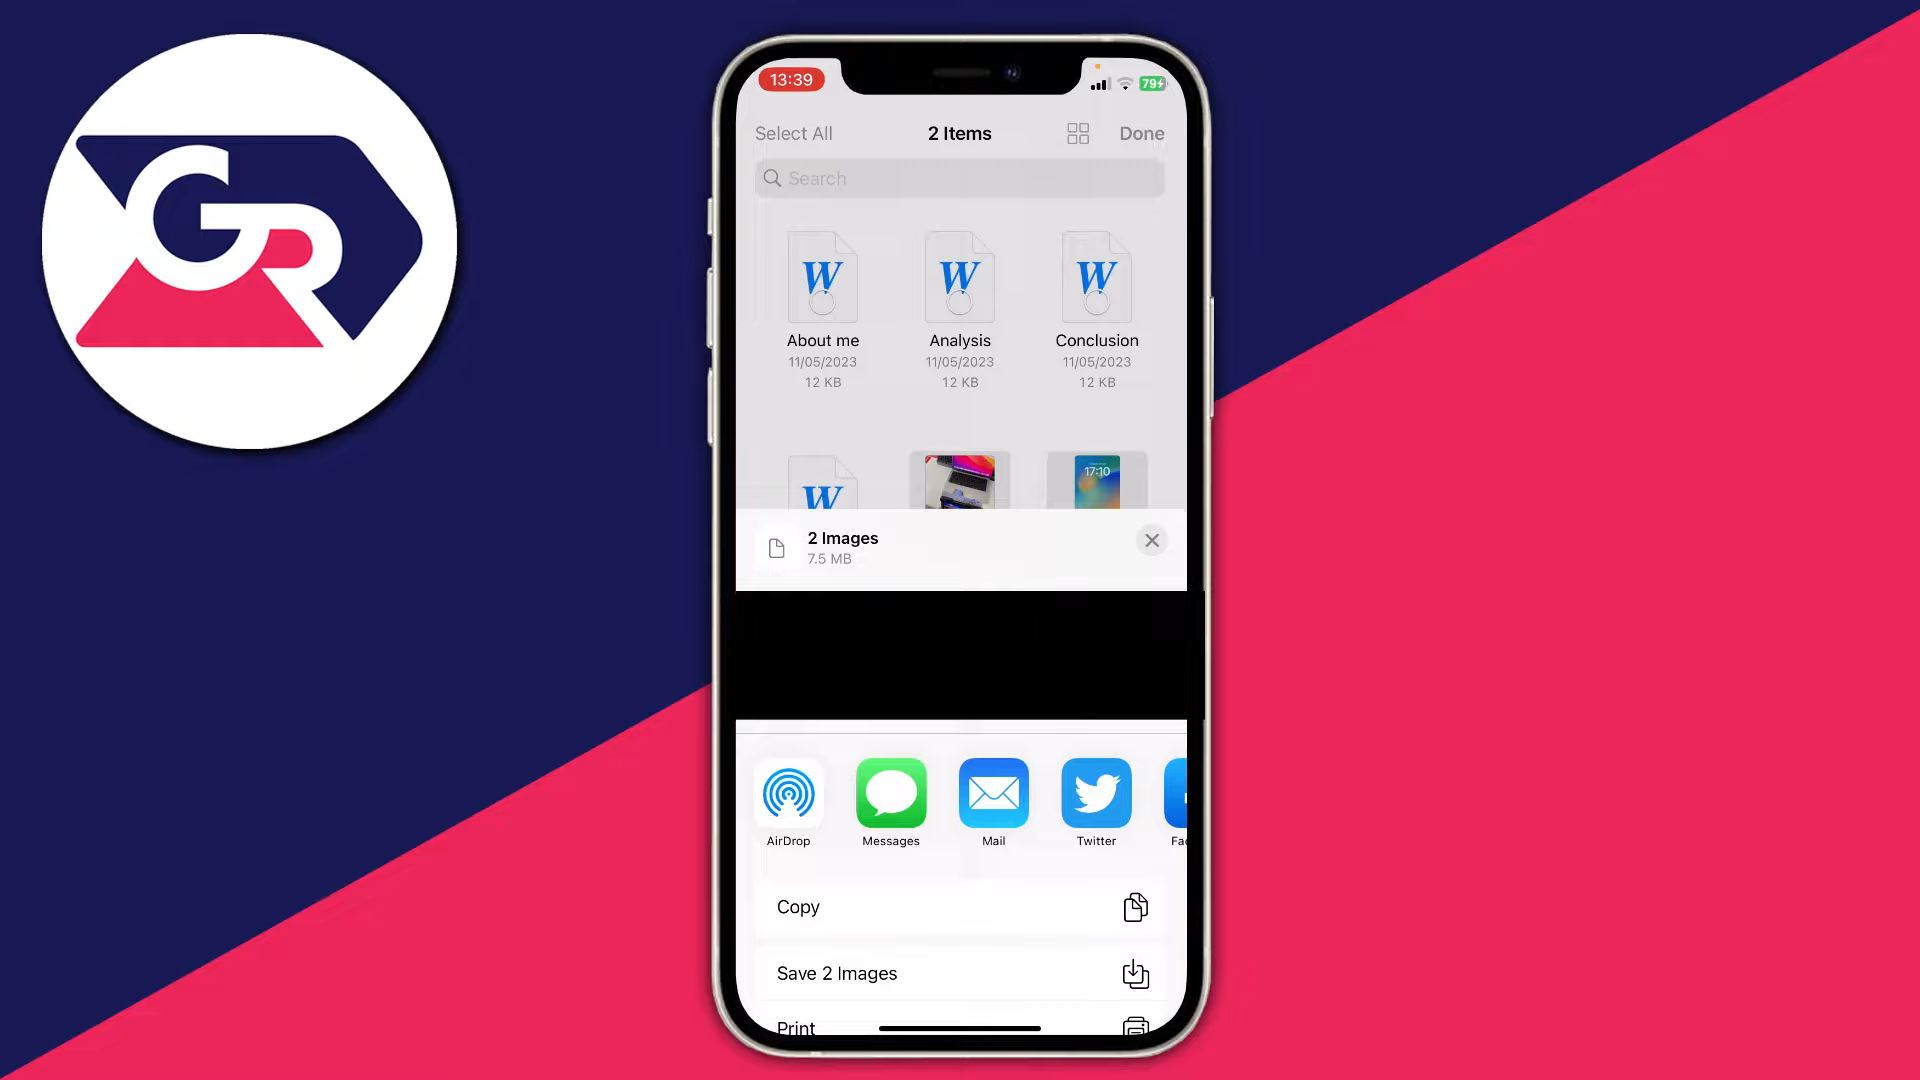 GR
13:39
79
Select All
2 Items
Done
Search
W
W
W
About me
Analysis
Conclusion
11/05/2023
11/05/2023
11/05/2023
12 KB
12 KB
12 KB
W
17:10
2 Images
7.5 MB
AirDrop
Messages
Mail
Twitter
Fac
Copy
Save 2 Images
Print